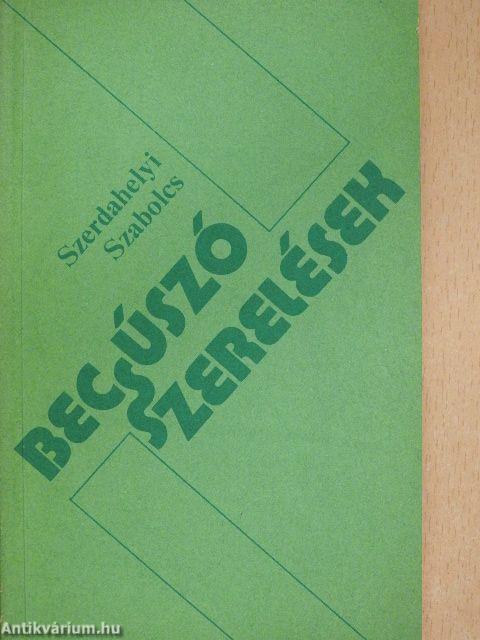 Szerdahelyi
Szabolcs
BECSÚSZÓ
SZERELÉSEK
Antikvárium.hu